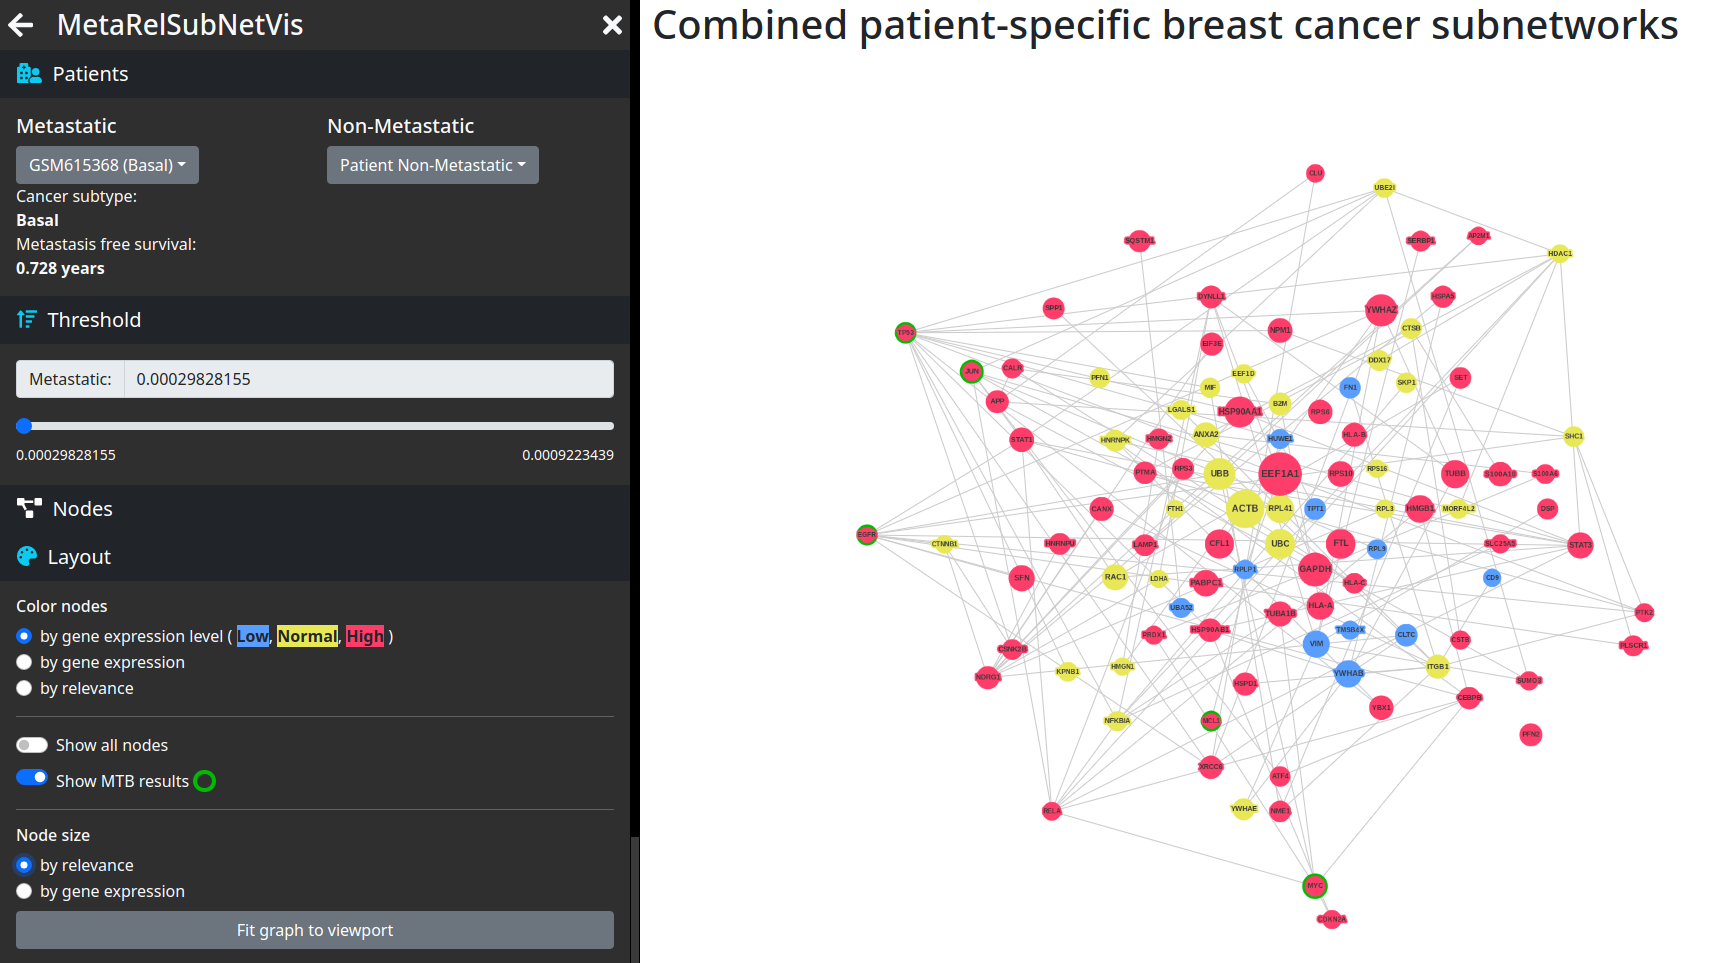 MetaRelSubNetVis
Patients
Metastatic
Non-Metastatic
GSM615368 (Basal)
Patient Non-Metastatic
Cancer subtype:
Basal
Metastasis free survival:
0.728 years
Threshold
Metastatic: 0.00029828155
0.00029828155
0.0009223439
Nodes
Layout
Color nodes
by gene expression level ( Low, Normal, High )
by gene expression
by relevance
Show all nodes
Show MTB results
Node size
by relevance
by gene expression
Fit graph to viewport
Combined patient-specific breast cancer subnetworks
CLU
UBE2I
SQSTM1
SERBP1
AP2M1
HDAC1
DYNLL1
HSPA5
SPP1
YWHAZ
TP53
NPM1
CTSB
EIF3E
DDX17
JUN
CALR
PFN1
EEF1D
MIF
FN1
SKP1
SET
APP
LGALS1
HSP90AA1
B2M
RPS6
STAT1
HNRNPK
HMGN2
ANXA2
HUWE1
HLA-B
SHC1
PTMA
RPS3
UBB
EEF1A1
RPS10
RPS16
TUBB
S100A10
S100A6
CANX
FTH1
ACTB
RPL41
TPT1
RPL3
HMGB1
MORF4L2
DSP
EGFR
CTNNB1
HNRNPU
LAMP1
CFL1
UBC
FTL
RPL9
SLC25A5
STAT3
SFN
RAC1
LDHA
PABPC1
RPLP1
GAPDH
HLA-C
CD9
UBA52
TUBA1B
HLA-A
PTK2
CSNK2B
PRDX1
HSP90AB1
VIM
TMSB4X
CLTC
CSTB
PLSCR1
NDRG1
KPNB1
HMGN1
HSPD1
YWHAB
ITGB1
SUMO3
CEBPB
NFKBIA
MCL1
YBX1
PFN2
XRCC6
ATF4
RELA
YWHAE
NME1
MYC
CDKN2A